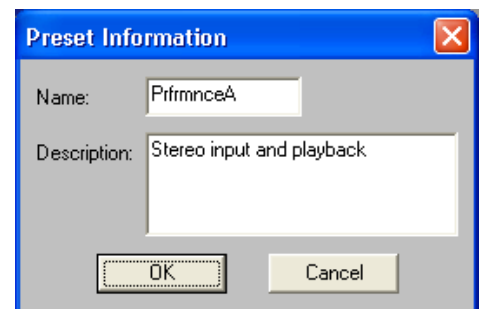 Preset Information
Name: PrfrmnceA
Description: Stereo input and playback
OK Cancel